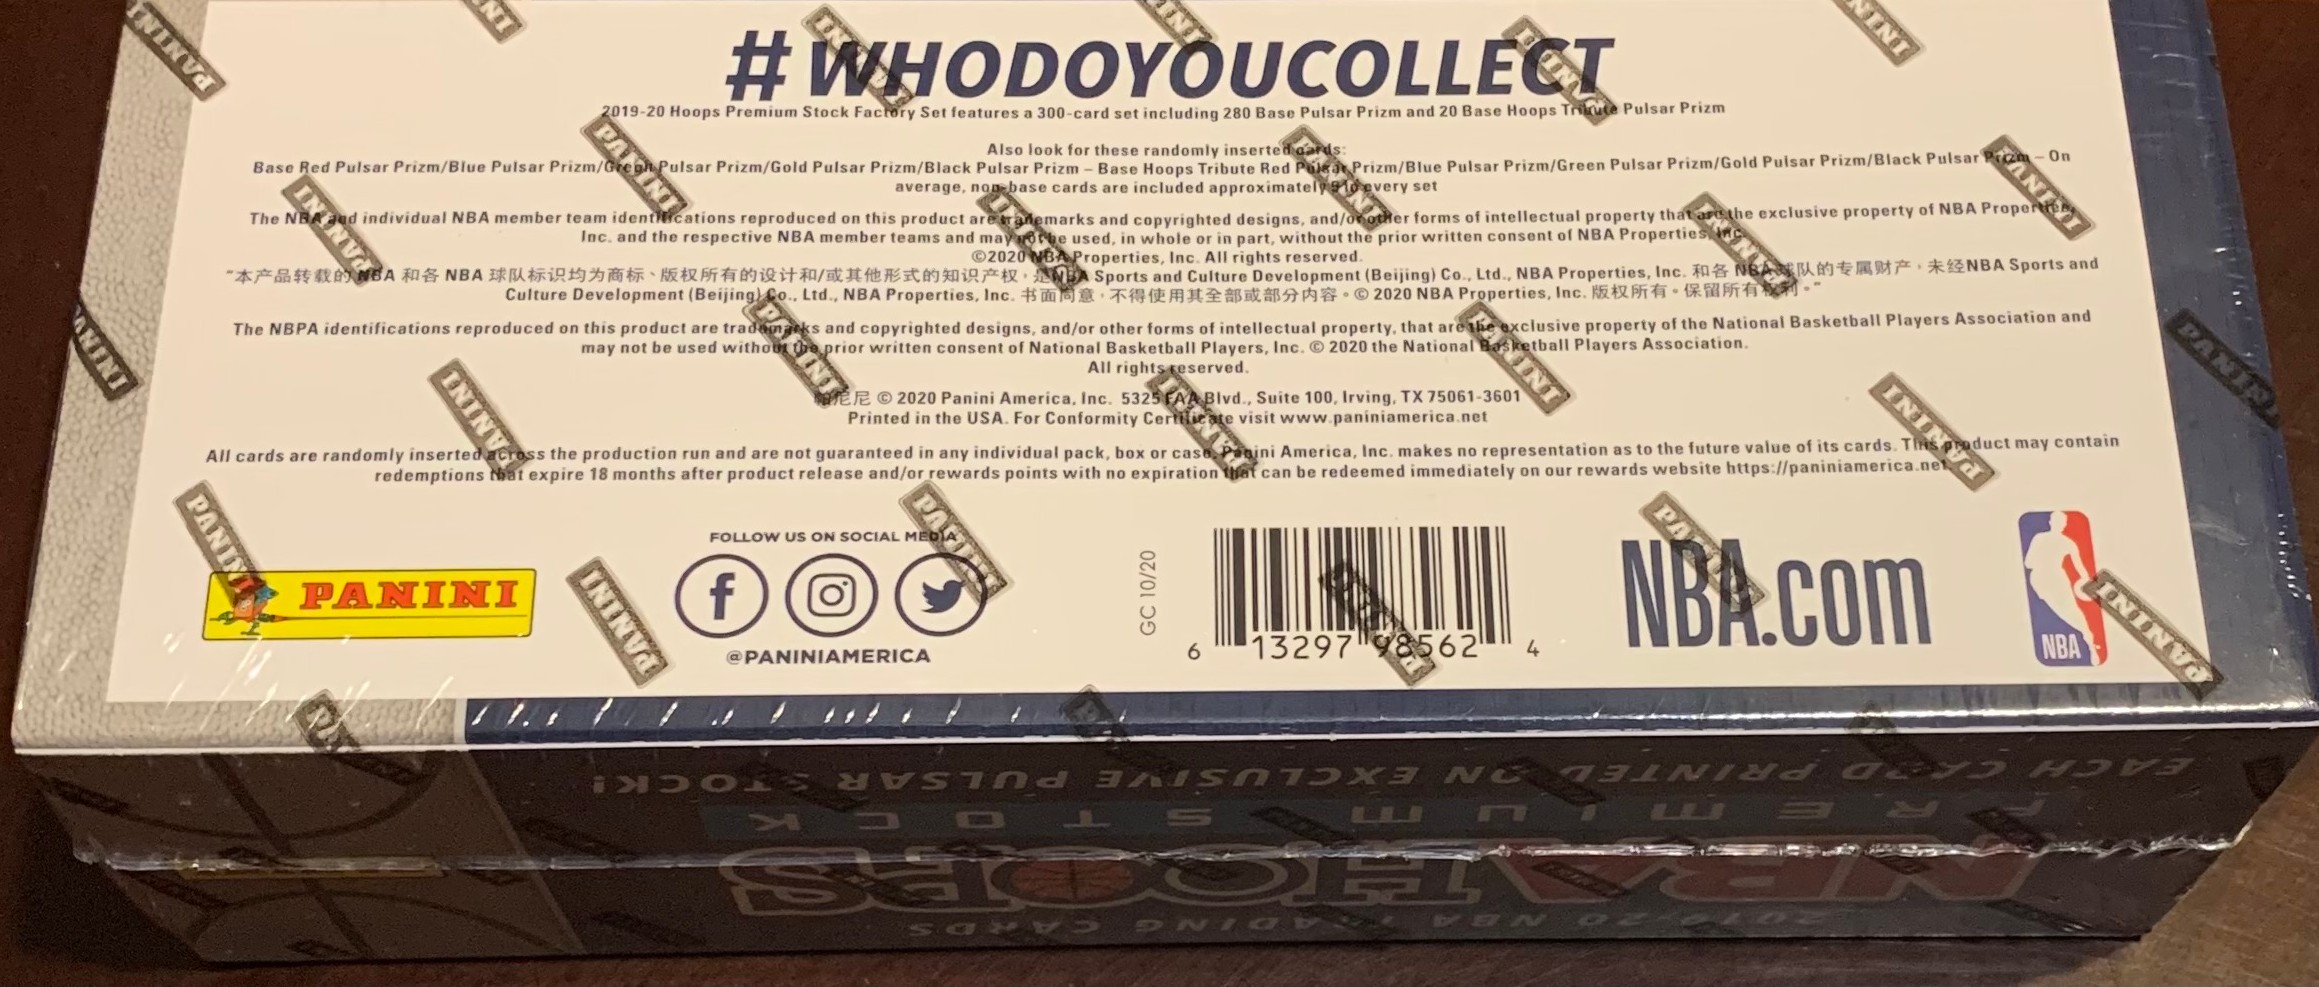 #WHODOYOUCOLLECT
2019-20 Hoops Premium Stock Factory Set features a 300-card set including 280 Base Pulsar Prizm and 20 Base Hoops Tribute Pulsar Prizm
Also look for these randomly inserted cards:
Base Red Pulsar Prizm/Blue Pulsar Prizm/Green Pulsar Prizm/Gold Pulsar Prizm/Black Pulsar Prizm – Base Hoops Tribute Red Pulsar Prizm/Blue Pulsar Prizm/Green Pulsar Prizm/Gold Pulsar Prizm/Black Pulsar Prizm – On
average, non-base cards are included approximately every set
The NBA and individual NBA member team identifications reproduced on this product are trademarks and copyrighted designs, and/or other forms of intellectual property that are the exclusive property of NBA Properties,
Inc. and the respective NBA member teams and may not be used, in whole or in part, without the prior written consent of NBA Properties, Inc.
©2020 NBA Properties, Inc. All rights reserved.
“本产品转载的 NBA 和各 NBA 球队标识均为商标、版权所有的设计和/或其他形式的知识产权，是NBA Sports and Culture Development (Beijing) Co., Ltd., NBA Properties, Inc. 和各 NBA 球队的专属财产，未经NBA Sports and
Culture Development (Beijing) Co., Ltd., NBA Properties, Inc. 书面同意，不得使用其全部或部分内容。© 2020 NBA Properties, Inc. 版权所有。保留所有权利。”
The NBPA identifications reproduced on this product are trademarks and copyrighted designs, and/or other forms of intellectual property, that are the exclusive property of the National Basketball Players Association and
may not be used without the prior written consent of National Basketball Players, Inc. © 2020 the National Basketball Players Association.
All rights reserved.
帕尼尼 © 2020 Panini America, Inc. 5325 FAA Blvd., Suite 100, Irving, TX 75061-3601
Printed in the USA. For Conformity Certificate visit www.paniniamerica.net
All cards are randomly inserted across the production run and are not guaranteed in any individual pack, box or case. Panini America, Inc. makes no representation as to the future value of its cards. This product may contain
redemptions that expire 18 months after product release and/or rewards points with no expiration that can be redeemed immediately on our rewards website https://paniniamerica.net
PANINI
FOLLOW US ON SOCIAL MEDIA
@PANINIAMERICA
GC 10/20
6 13297 98562 4
NBA.com
NBA
EACH CARD PRINTED ON EXCLUSIVE PULSAR STOCK!
PREMIUM STOCK
NBA HOOPS
2019-20 NBA TRADING CARDS